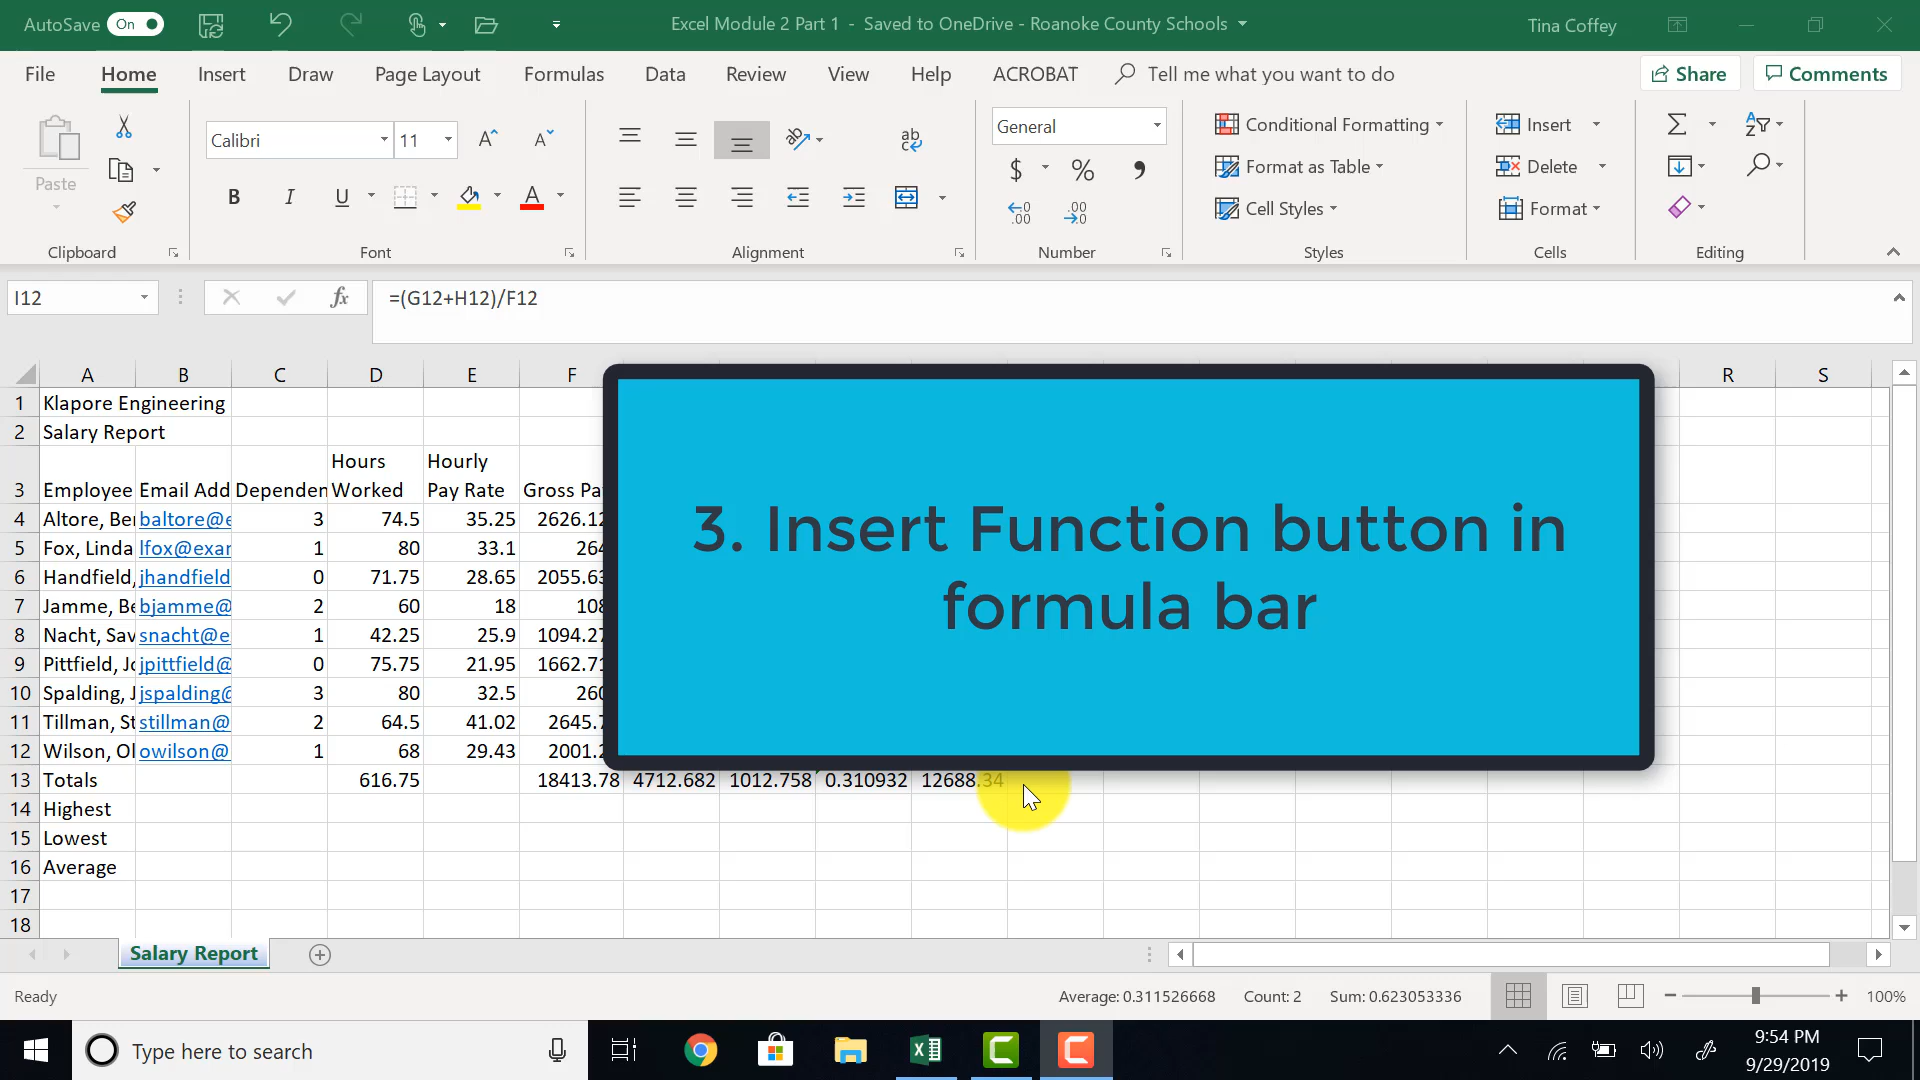 AutoSave On Excel Module 2 Part 1 - Saved to OneDrive - Roanoke County Schools Tina Coffey
File Home Insert Draw Page Layout Formulas Data Review View Help ACROBAT Tell me what you want to do Share Comments
Paste Calibri 11 ab General Conditional Formatting Insert
B I U A $ % Format as Table Delete
Cell Styles Format
Clipboard Font Alignment Number Styles Cells Editing
I12 fx =(G12+H12)/F12
A B C D E F R S
1 Klapore Engineering
2 Salary Report
Hours Hourly
3 Employee Email Add Dependen Worked Pay Rate Gross Pa
4 Altore, Be baltore@e 3 74.5 35.25 2626.12
5 Fox, Linda lfox@exar 1 80 33.1 264
6 Handfield, jhandfield 0 71.75 28.65 2055.63
7 Jamme, Be bjamme@ 2 60 18 108
8 Nacht, Sav snacht@e 1 42.25 25.9 1094.27
9 Pittfield, Jo jpittfield@ 0 75.75 21.95 1662.71
10 Spalding, J jspalding@ 3 80 32.5 260
11 Tillman, St stillman@ 2 64.5 41.02 2645.7
12 Wilson, Ol owilson@ 1 68 29.43 2001.2
3. Insert Function button in
formula bar
13 Totals 616.75 18413.78 4712.682 1012.758 0.310932 12688.34
14 Highest
15 Lowest
16 Average
17
18
Salary Report
Ready Average: 0.311526668 Count: 2 Sum: 0.623053336 100%
Type here to search 9:54 PM
9/29/2019